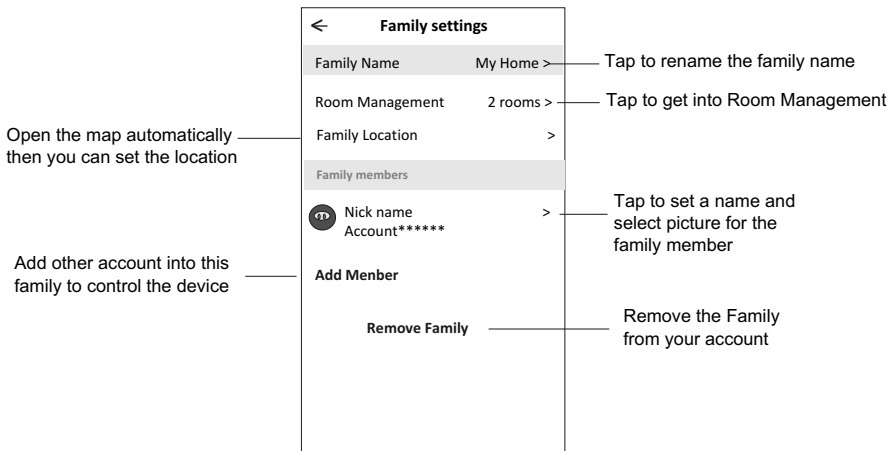 ← Family settings
Family Name My Home >
Tap to rename the family name
Room Management 2 rooms >
Tap to get into Room Management
Open the map automatically
then you can set the location
Family Location >
Family members
Nick name >
Account******
Tap to set a name and
select picture for the
family member
Add other account into this
family to control the device
Add Menber
Remove Family
Remove the Family
from your account